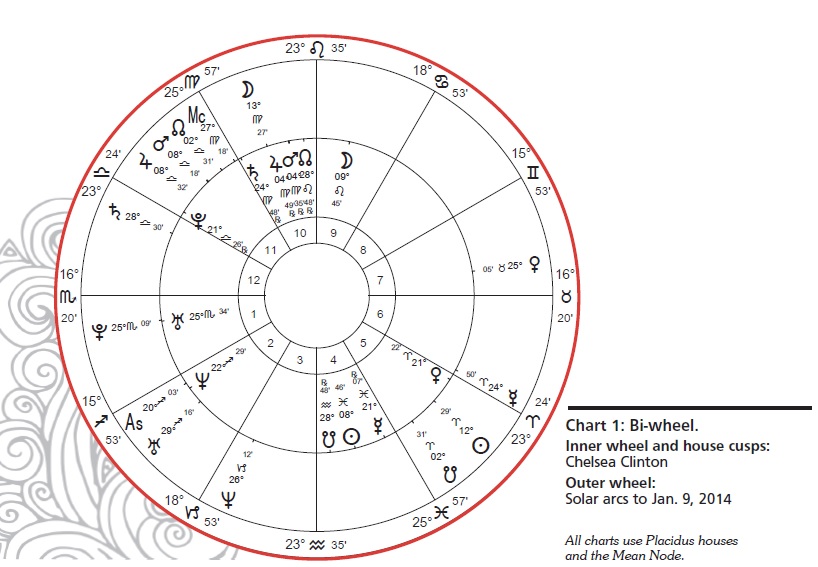 23° ♌ 35'
18° ♋ 53'
15° ♊ 53'
16° ♉ 20'
24' ♈ 23°
25° ♓ 57'
23° ♒ 35'
18° ♑ 53'
15° ♐ 53'
16° ♏ 20'
24' ♎ 23°
25° ♍ 57'
☽ 13° ♍ 27'
Mc 27° ♍ 18'
☊ 02° ♎ 31'
♂ 08° ♎ 18'
♃ 08° ♎ 32'
♄ 28° ♎ 30'
♇ 25° ♏ 09'
As 20° ♐ 03'
♅ 29° ♐ 16'
♆ 26° ♑ 12'
☋ 02° ♈ 31'
☉ 12° ♈ 29'
☿ 24° ♈ 50'
♀ 25° ♉ 05'
☽ 09° ♌ 45'
☊ 28° ♌ 48' ℞
♂ 04° ♍ 35' ℞
♃ 04° ♍ 49' ℞
♄ 24° ♍ 48' ℞
♇ 21° ♎ 26' ℞
♅ 25° ♏ 34'
♆ 22° ♐ 29'
☋ 28° ♒ 48' ℞
☉ 08° ♓ 46'
☿ 21° ♓ 07' ℞
♀ 21° ♈ 22'
10 9
11 8
12 7
1 6
2 5
3 4
Chart 1: Bi-wheel.
Inner wheel and house cusps:
Chelsea Clinton
Outer wheel:
Solar arcs to Jan. 9, 2014
All charts use Placidus houses
and the Mean Node.